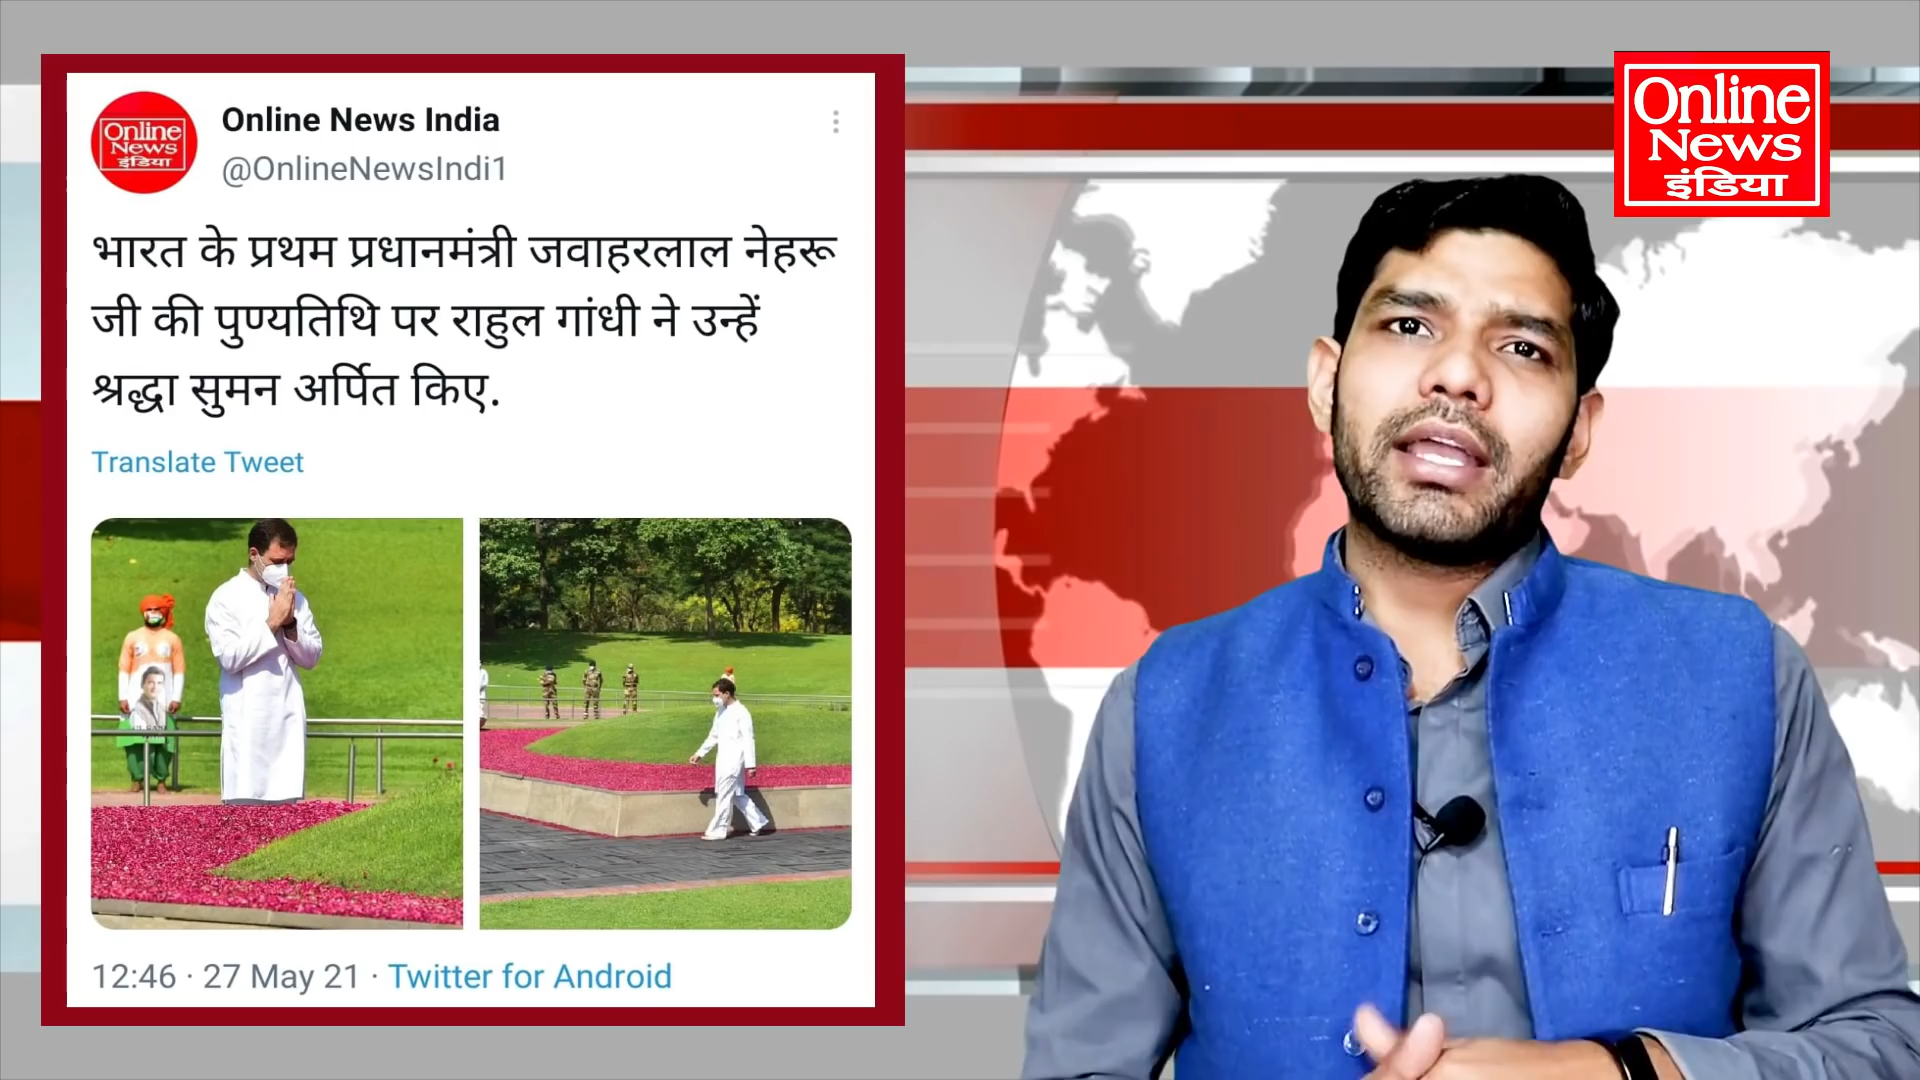 Online
News
इंडिया
Online News India
@OnlineNewsIndi1
भारत के प्रथम प्रधानमंत्री जवाहरलाल नेहरू
जी की पुण्यतिथि पर राहुल गांधी ने उन्हें
श्रद्धा सुमन अर्पित किए.
Translate Tweet
12:46 · 27 May 21 · Twitter for Android
Online
News
इंडिया